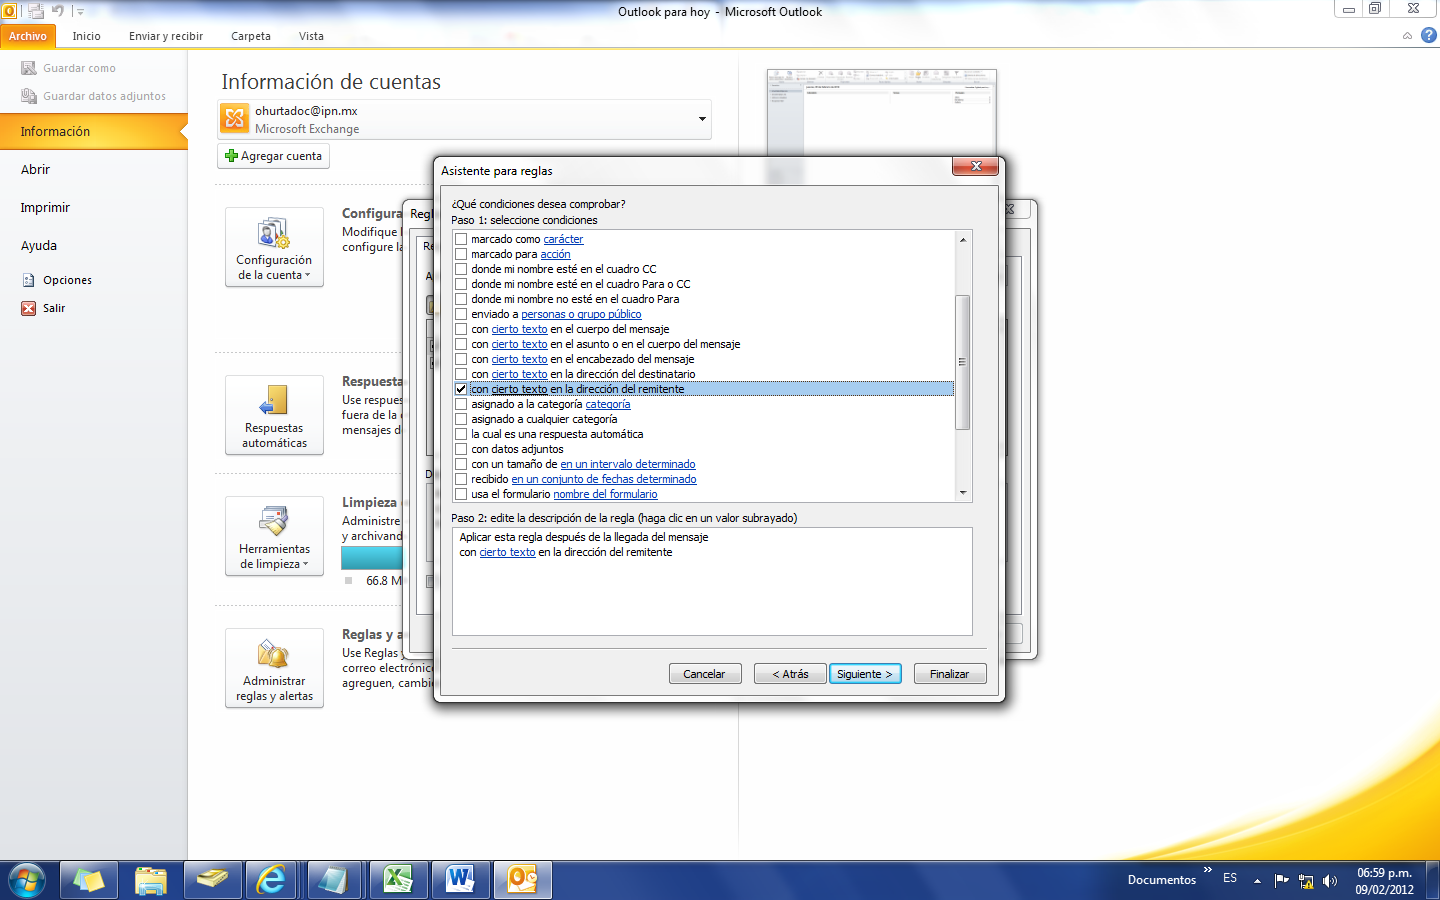 Outlook para hoy - Microsoft Outlook
Archivo
Inicio
Enviar y recibir
Carpeta
Vista
Guardar como
Guardar datos adjuntos
Información
Abrir
Imprimir
Ayuda
Opciones
Salir
Información de cuentas
ohurtadoc@ipn.mx
Microsoft Exchange
Agregar cuenta
Configuración
de la cuenta
Configura
Modifique
configure la
Respuestas
automáticas
Respuesta
Use respues
fuera de la
mensajes d
Herramientas
de limpieza
Limpieza
Administre
y archivand
66.8 M
Administrar
reglas y alertas
Reglas y a
Use Reglas
correo electrónic
agreguen, cambi
Regl
Asistente para reglas
¿Qué condiciones desea comprobar?
Paso 1: seleccione condiciones
marcado como carácter
marcado para acción
donde mi nombre esté en el cuadro CC
donde mi nombre esté en el cuadro Para o CC
donde mi nombre no esté en el cuadro Para
enviado a personas o grupo público
con cierto texto en el cuerpo del mensaje
con cierto texto en el asunto o en el cuerpo del mensaje
con cierto texto en el encabezado del mensaje
con cierto texto en la dirección del destinatario
con cierto texto en la dirección del remitente
asignado a la categoría categoría
asignado a cualquier categoría
la cual es una respuesta automática
con datos adjuntos
con un tamaño de en un intervalo determinado
recibido en un conjunto de fechas determinado
usa el formulario nombre del formulario
Paso 2: edite la descripción de la regla (haga clic en un valor subrayado)
Aplicar esta regla después de la llegada del mensaje
con cierto texto en la dirección del remitente
Cancelar
< Atrás
Siguiente >
Finalizar
Documentos
ES
06:59 p.m.
09/02/2012